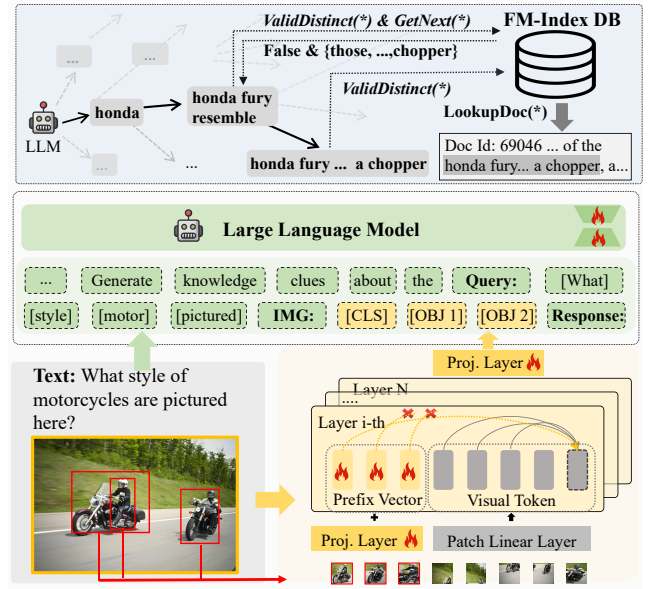 ValidDistinct(*) & GetNext(*)
FM-Index DB
False & {those, ...,chopper}
... ...
ValidDistinct(*)
honda fury
resemble
honda
LookupDoc(*)
LLM
... ...
honda fury ... a chopper
Doc Id: 69046 ... of the
honda fury... a chopper, a...
Large Language Model
... Generate knowledge clues about the Query: [What]
[style] [motor] [pictured] IMG: [CLS] [OBJ 1] [OBJ 2] Response:
Proj. Layer
Text: What style of
motorcycles are pictured
here?
Layer N
....
Layer i-th
Prefix Vector Visual Token
+
Proj. Layer Patch Linear Layer